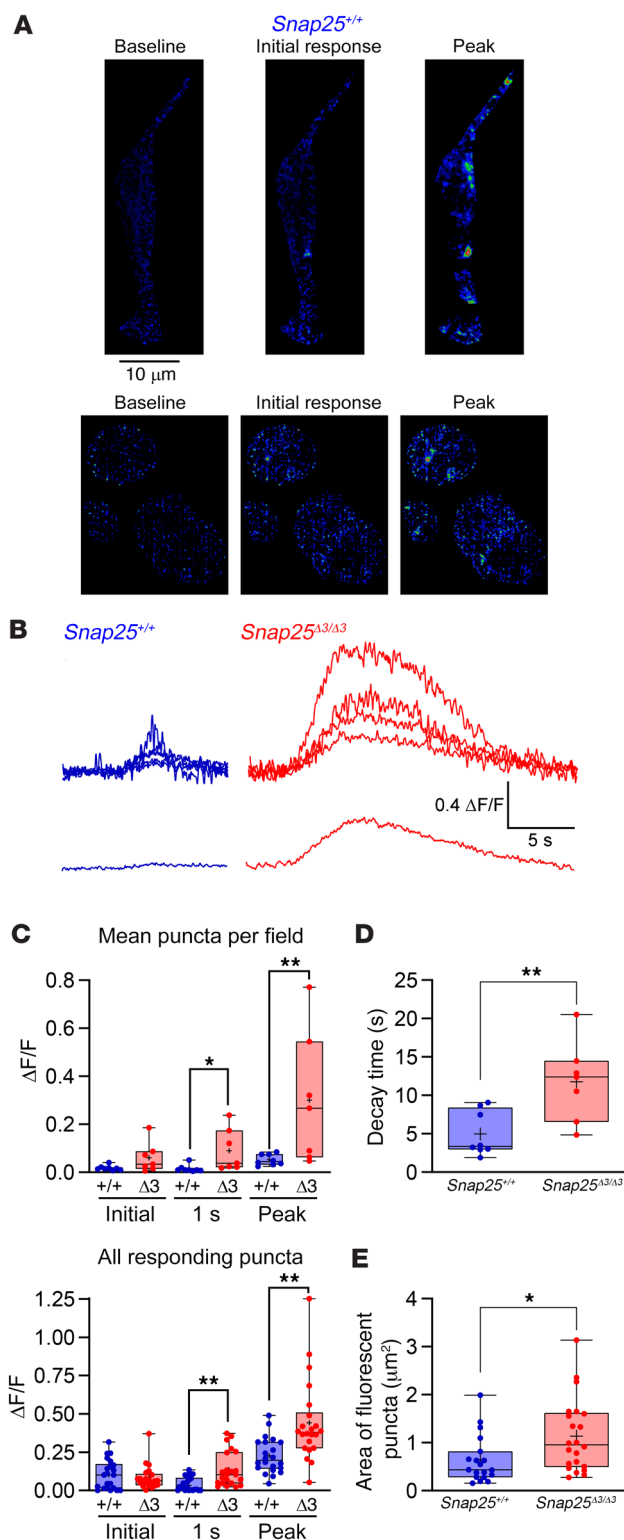 A
Snap25+/+
Baseline Initial response Peak
10 μm
Baseline Initial response Peak
B
Snap25+/+ Snap25Δ3/Δ3
0.4 ΔF/F
5 s
C
Mean puncta per field
ΔF/F
0.8
0.6
0.4
0.2
0.0
* **
+/+ Δ3 +/+ Δ3 +/+ Δ3
Initial 1 s Peak
All responding puncta
ΔF/F
1.25
1.00
0.75
0.50
0.25
0.00
** **
+/+ Δ3 +/+ Δ3 +/+ Δ3
Initial 1 s Peak
D
**
Decay time (s)
25
20
15
10
5
0
Snap25+/+ Snap25Δ3/Δ3
E
*
Area of fluorescent
puncta (μm2)
4
3
2
1
0
Snap25+/+ Snap25Δ3/Δ3